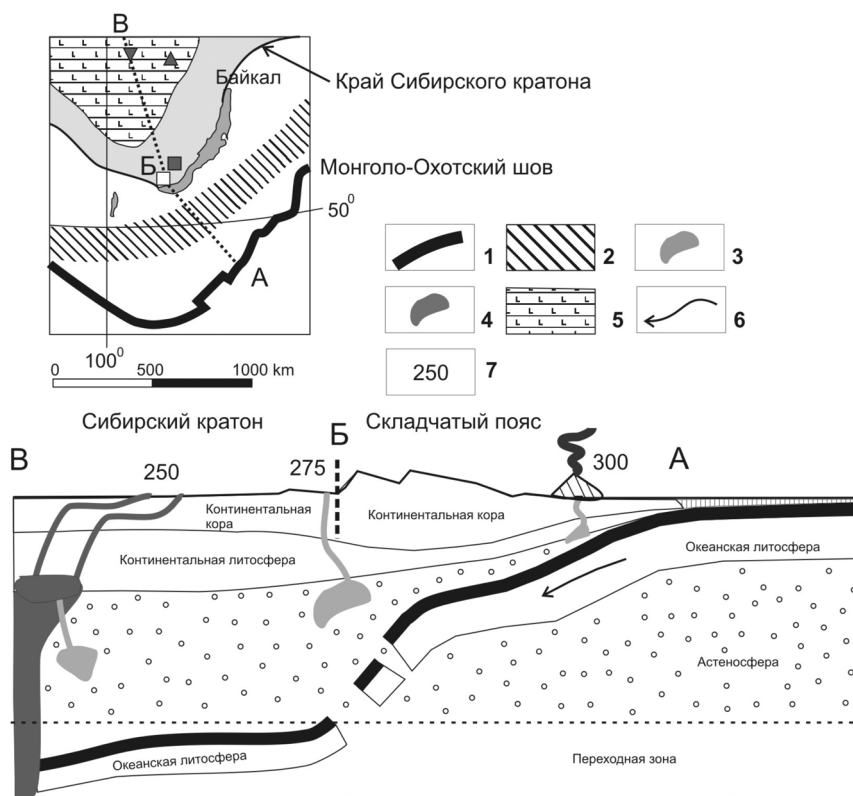 В
Байкал
Край Сибирского кратона
Б
Монголо-Охотский шов
50⁰
А
100⁰
0 500 1000 km
1
2
3
4
5
6
250 7
Сибирский кратон
Складчатый пояс
В
250
275
Б
300
А
Континентальная
кора
Континентальная кора
Континентальная литосфера
Океанская литосфера
Астеносфера
Океанская литосфера
Переходная зона